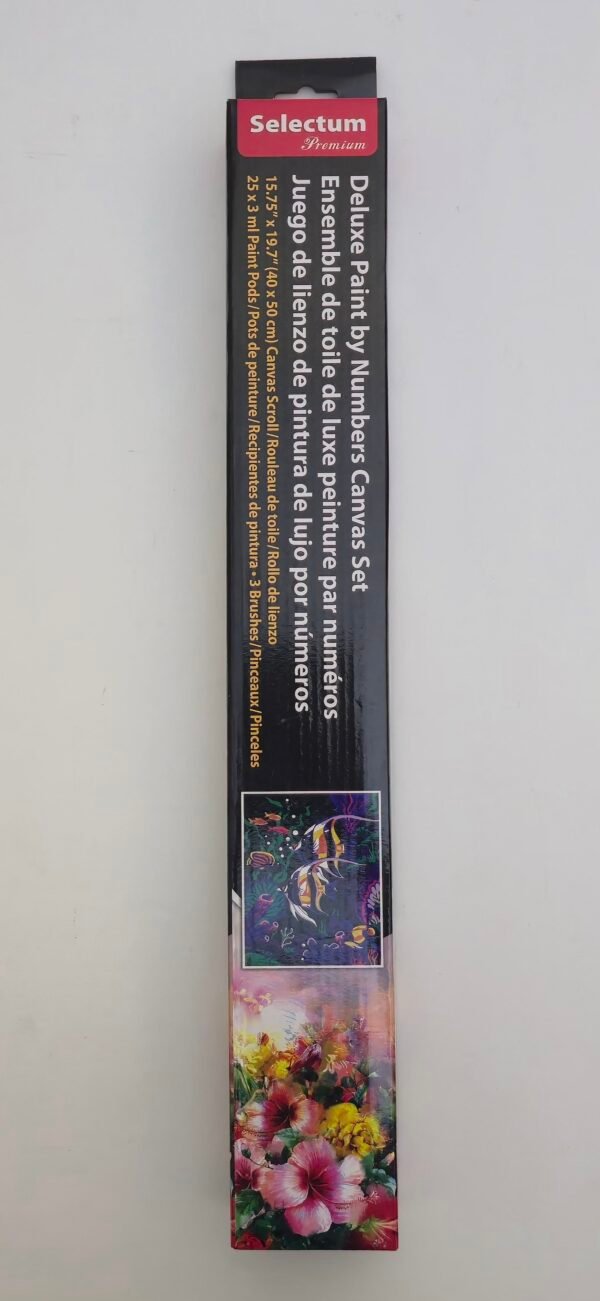 Selectum
Premium
Deluxe Paint by Numbers Canvas Set
Ensemble de toile de luxe peinture par numéros
Juego de lienzo de pintura de lujo por números
15.75" x 19.7" (40 x 50 cm) Canvas Scroll/Rouleau de toile/Rollo de lienzo
25 x 3 ml Paint Pods/Pots de peinture/Recipientes de pintura • 3 Brushes/Pinceaux/Pinceles